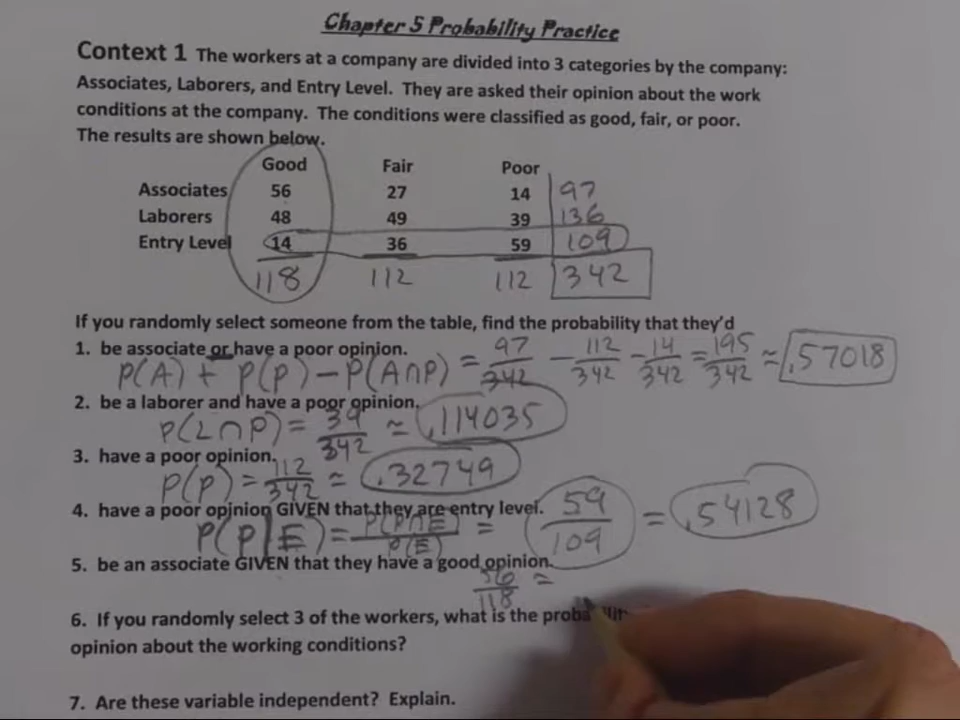 Chapter 5 Probability Practice
Context 1 The workers at a company are divided into 3 categories by the company:
Associates, Laborers, and Entry Level. They are asked their opinion about the work
conditions at the company. The conditions were classified as good, fair, or poor.
The results are shown below.
Good Fair Poor
Associates 56 27 14 97
Laborers 48 49 39 136
Entry Level 14 36 59 109
118 112 112 342
If you randomly select someone from the table, find the probability that they'd
1. be associate or have a poor opinion.
P(A) + P(P) - P(A∩P) = 97/342 - 112/342 - 14/342 = 195/342 ≈ .57018
2. be a laborer and have a poor opinion.
P(L∩P) = 39/342 ≈ .114035
3. have a poor opinion.
P(P) = 112/342 ≈ .32749
4. have a poor opinion GIVEN that they are entry level.
P(P|E) = P(P∩E)/P(E) = 59/109 = .54128
5. be an associate GIVEN that they have a good opinion.
56/118 ≈
6. If you randomly select 3 of the workers, what is the
opinion about the working conditions?
7. Are these variable independent? Explain.